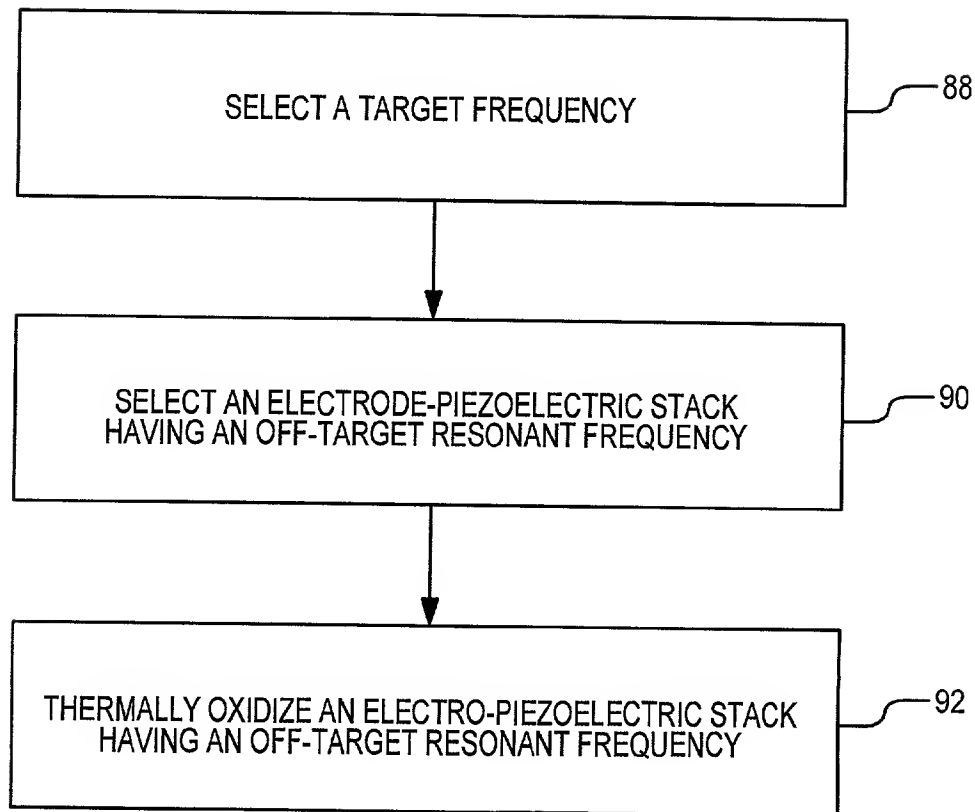 SELECT A TARGET FREQUENCY
88
SELECT AN ELECTRODE-PIEZOELECTRIC STACK
HAVING AN OFF-TARGET RESONANT FREQUENCY
90
THERMALLY OXIDIZE AN ELECTRO-PIEZOELECTRIC STACK
HAVING AN OFF-TARGET RESONANT FREQUENCY
92